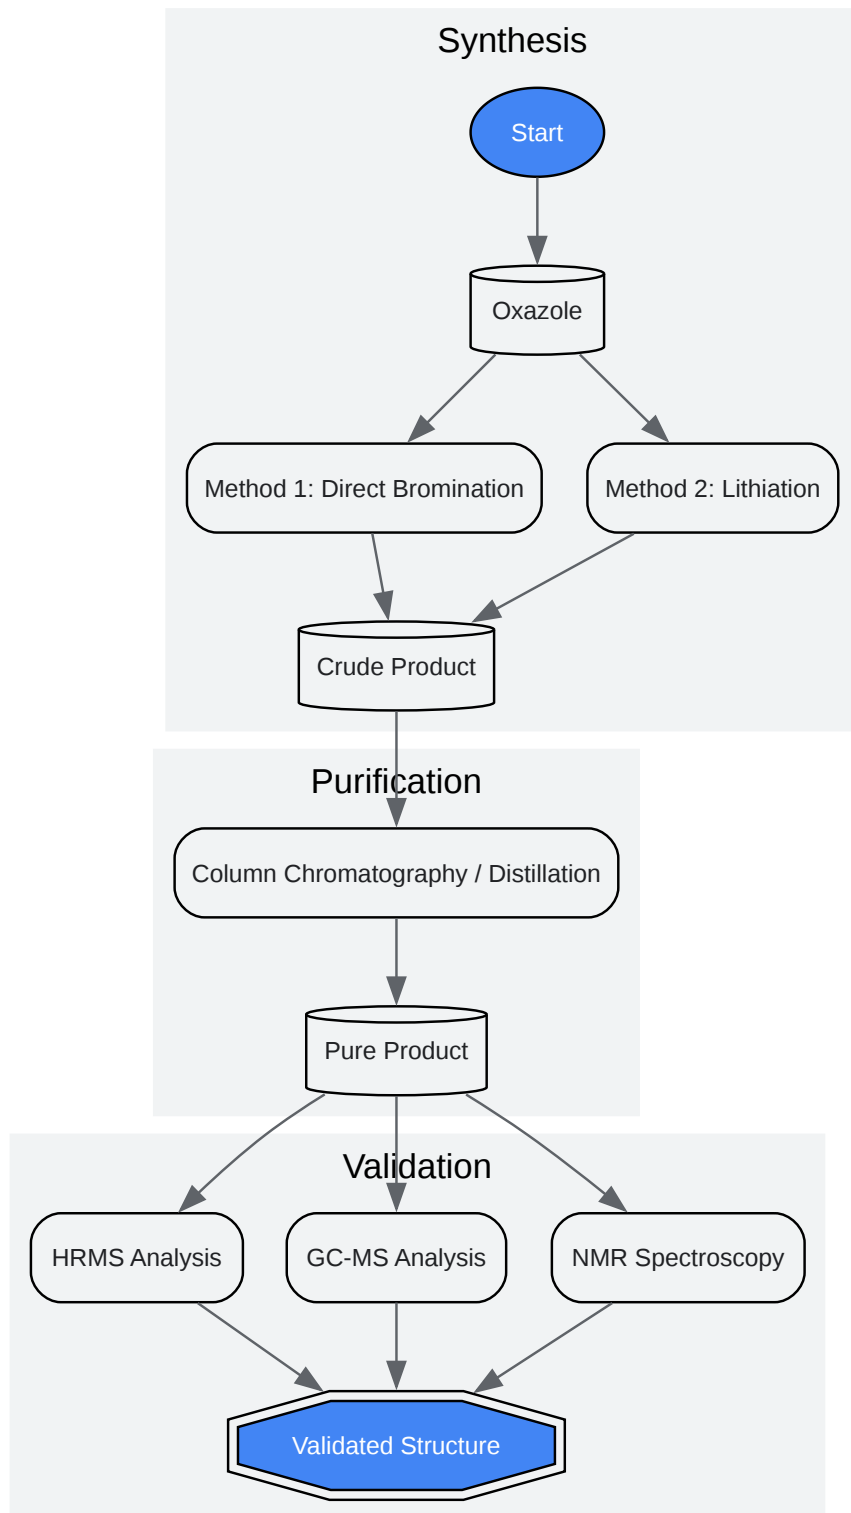 Synthesis
Start
Oxazole
Method 1: Direct Bromination
Method 2: Lithiation
Crude Product
Purification
Column Chromatography / Distillation
Pure Product
Validation
HRMS Analysis
GC-MS Analysis
NMR Spectroscopy
Validated Structure